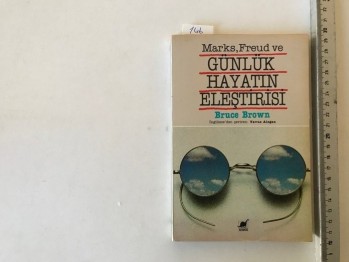 Marks, Freud ve
GÜNLÜK
HAYATIN
ELEŞTİRİSİ
Bruce Brown